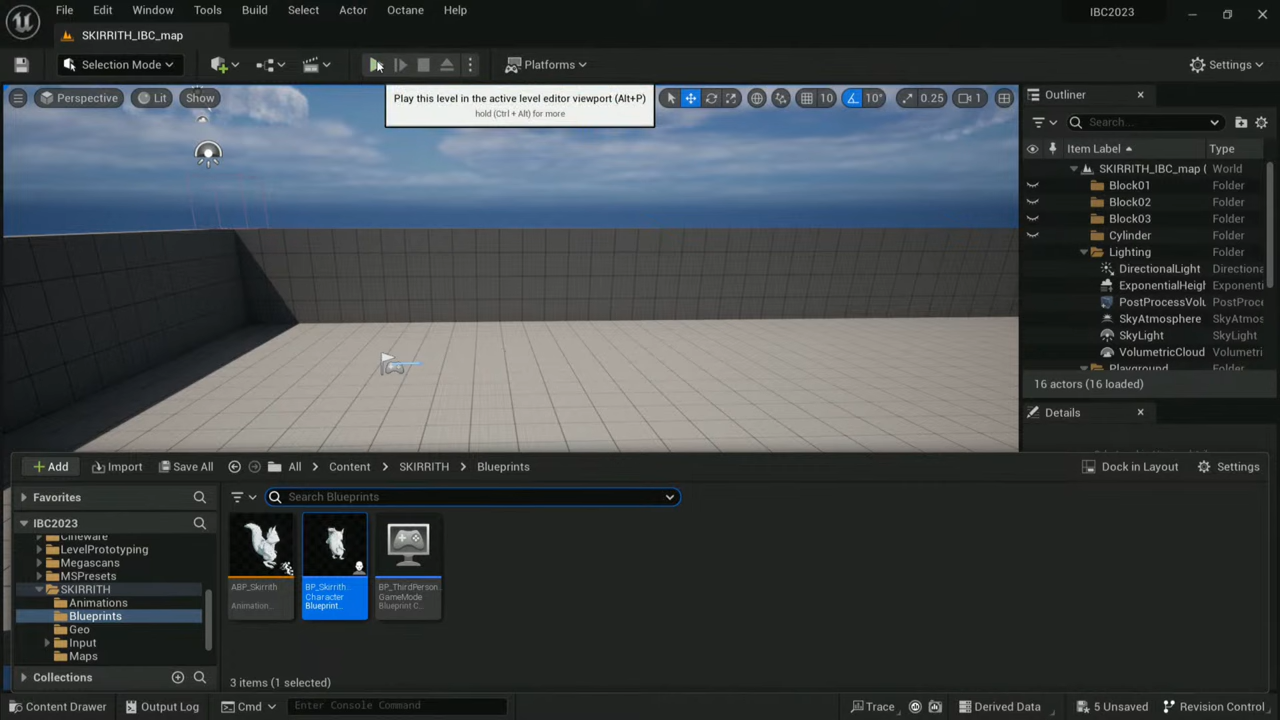 File Edit Window Tools Build Select Actor Octane Help
IBC2023
SKIRRITH_IBC_map
Selection Mode
Platforms
Settings
Perspective
Lit
Show
Play this level in the active level editor viewport (Alt+P)
hold (Ctrl + Alt) for more
10
10°
0.25
1
Outliner
Search...
Item Label
Type
SKIRRITH_IBC_map (
World
Block01
Folder
Block02
Folder
Block03
Folder
Cylinder
Folder
Lighting
Folder
DirectionalLight
Directiona
ExponentialHeigh
Exponenti
PostProcessVolu
PostProce
SkyAtmosphere
SkyAtmos
SkyLight
SkyLight
VolumetricCloud
Volumetri
Playground
Folder
16 actors (16 loaded)
Details
Add
Import
Save All
All
Content
SKIRRITH
Blueprints
Dock in Layout
Settings
Favorites
Search Blueprints
IBC2023
Cineware
LevelPrototyping
Megascans
MSPresets
SKIRRITH
Animations
Blueprints
Geo
Input
Maps
Collections
ABP_Skirrith
Animation...
BP_Skirrith
Character
Blueprint...
BP_ThirdPerson
GameMode
Blueprint C...
3 items (1 selected)
Content Drawer
Output Log
Cmd
Enter Console Command
Trace
Derived Data
5 Unsaved
Revision Control